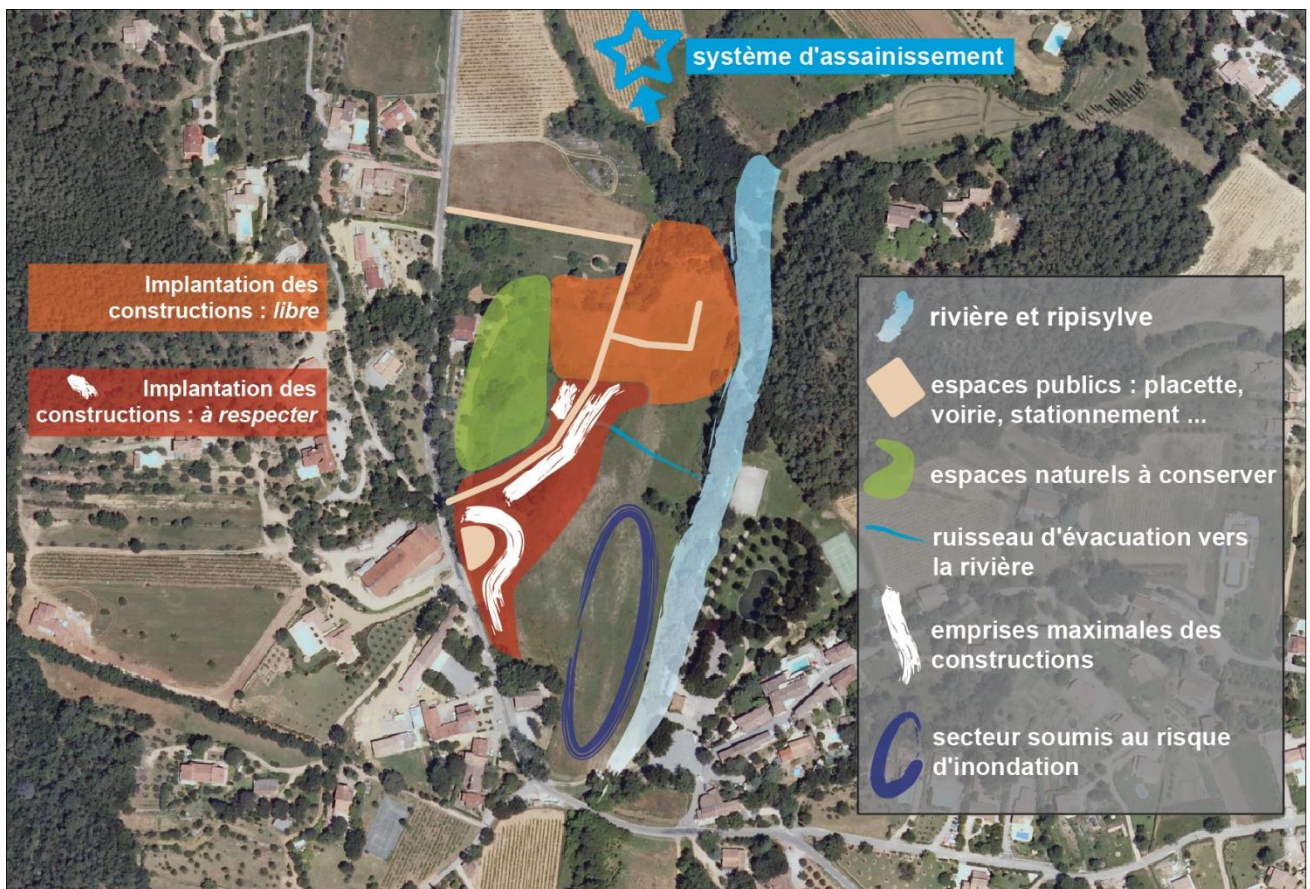 système d'assainissement
Implantation des
constructions : libre
Implantation des
constructions : à respecter
rivière et ripisylve
espaces publics : placette,
voirie, stationnement ...
espaces naturels à conserver
ruisseau d'évacuation vers
la rivière
emprises maximales des
constructions
secteur soumis au risque
d'inondation